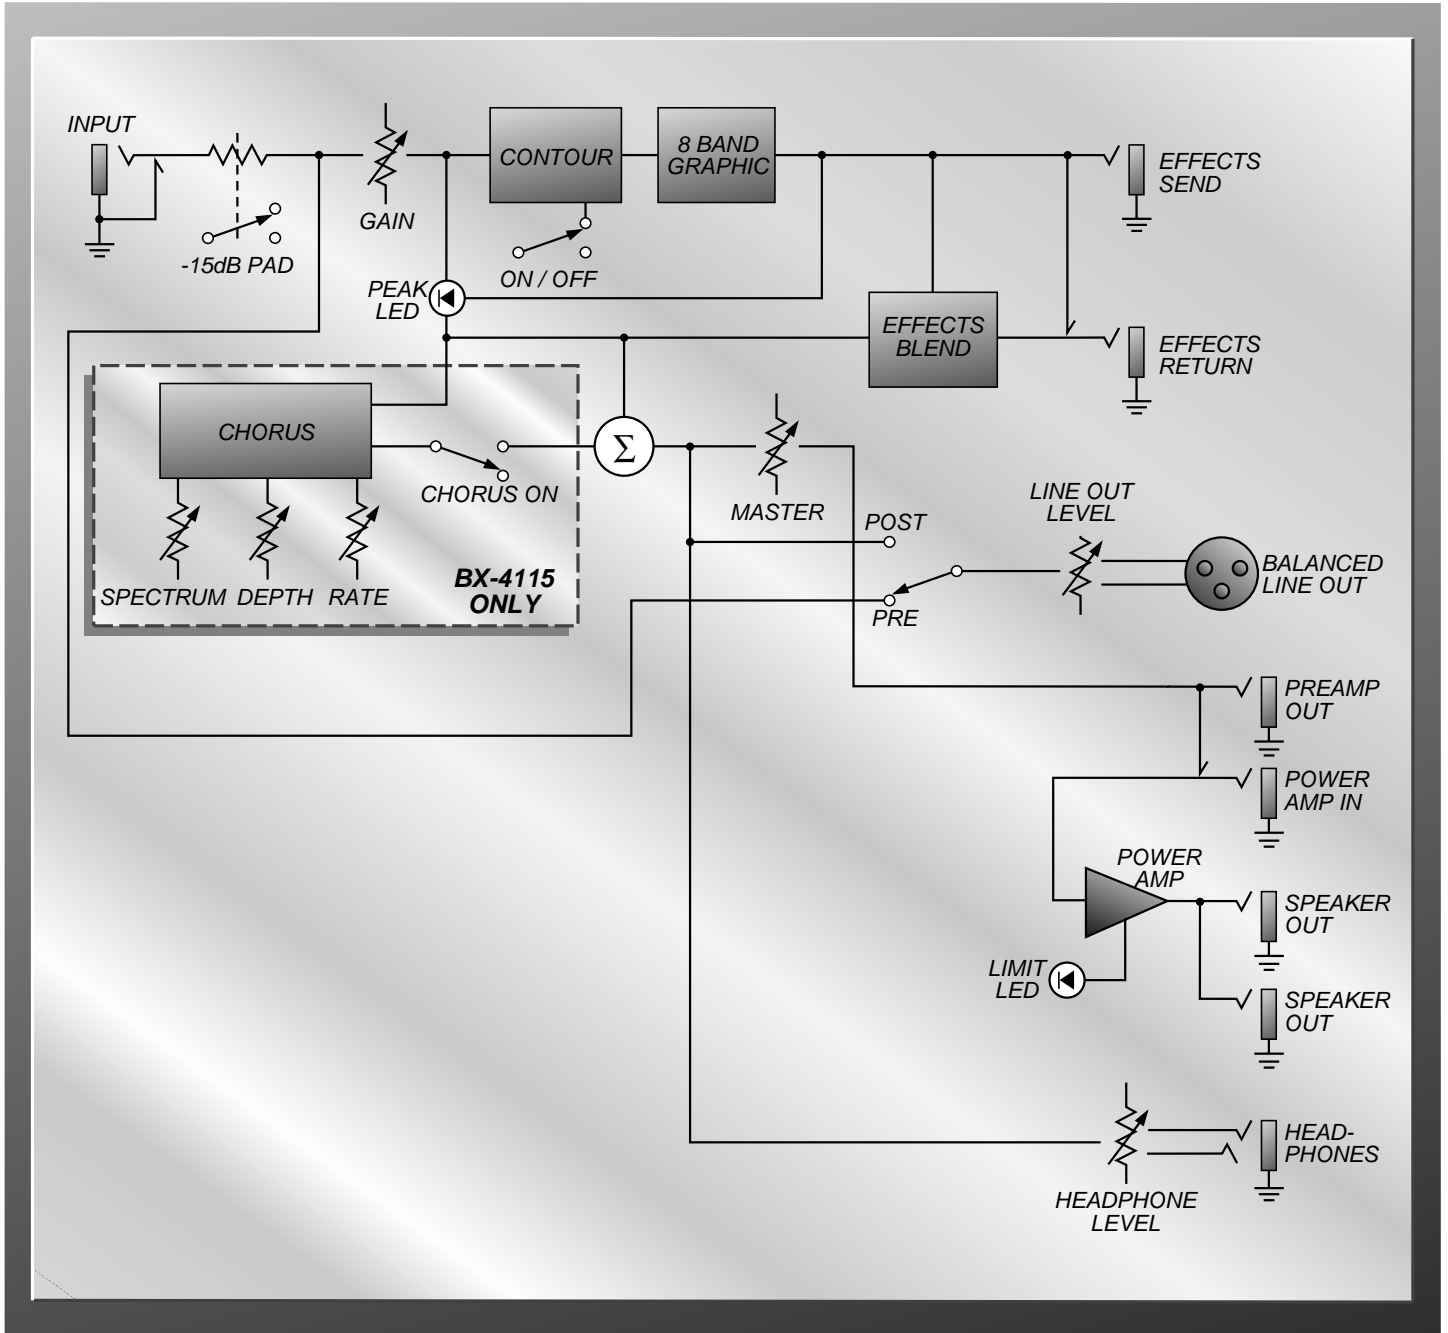 INPUT
-15dB PAD
GAIN
CONTOUR
ON / OFF
8 BAND
GRAPHIC
EFFECTS
SEND
PEAK
LED
EFFECTS
BLEND
EFFECTS
RETURN
CHORUS
CHORUS ON
SPECTRUM
DEPTH
RATE
BX-4115
ONLY
Σ
MASTER
POST
PRE
LINE OUT
LEVEL
BALANCED
LINE OUT
PREAMP
OUT
POWER
AMP IN
POWER
AMP
SPEAKER
OUT
LIMIT
LED
SPEAKER
OUT
HEAD-
PHONES
HEADPHONE
LEVEL